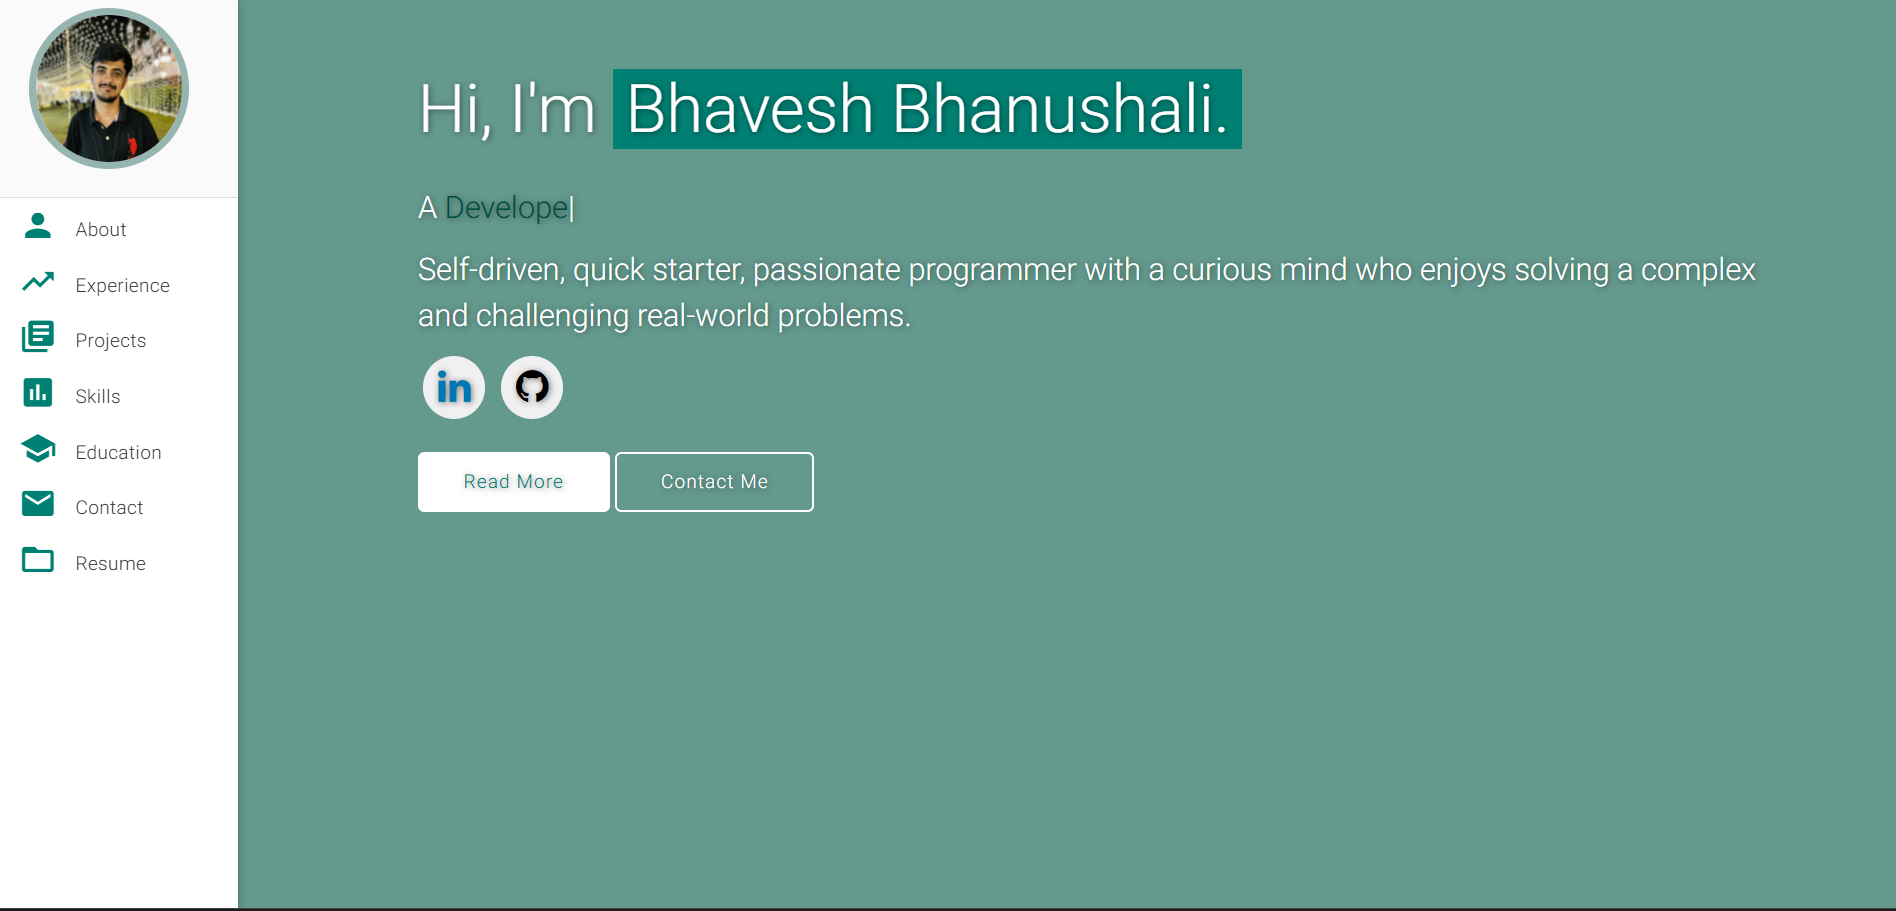 About
Experience
Projects
Skills
Education
Contact
Resume
Hi, I'm Bhavesh Bhanushali.
A Develope|
Self-driven, quick starter, passionate programmer with a curious mind who enjoys solving a complex
and challenging real-world problems.
in
Read More
Contact Me